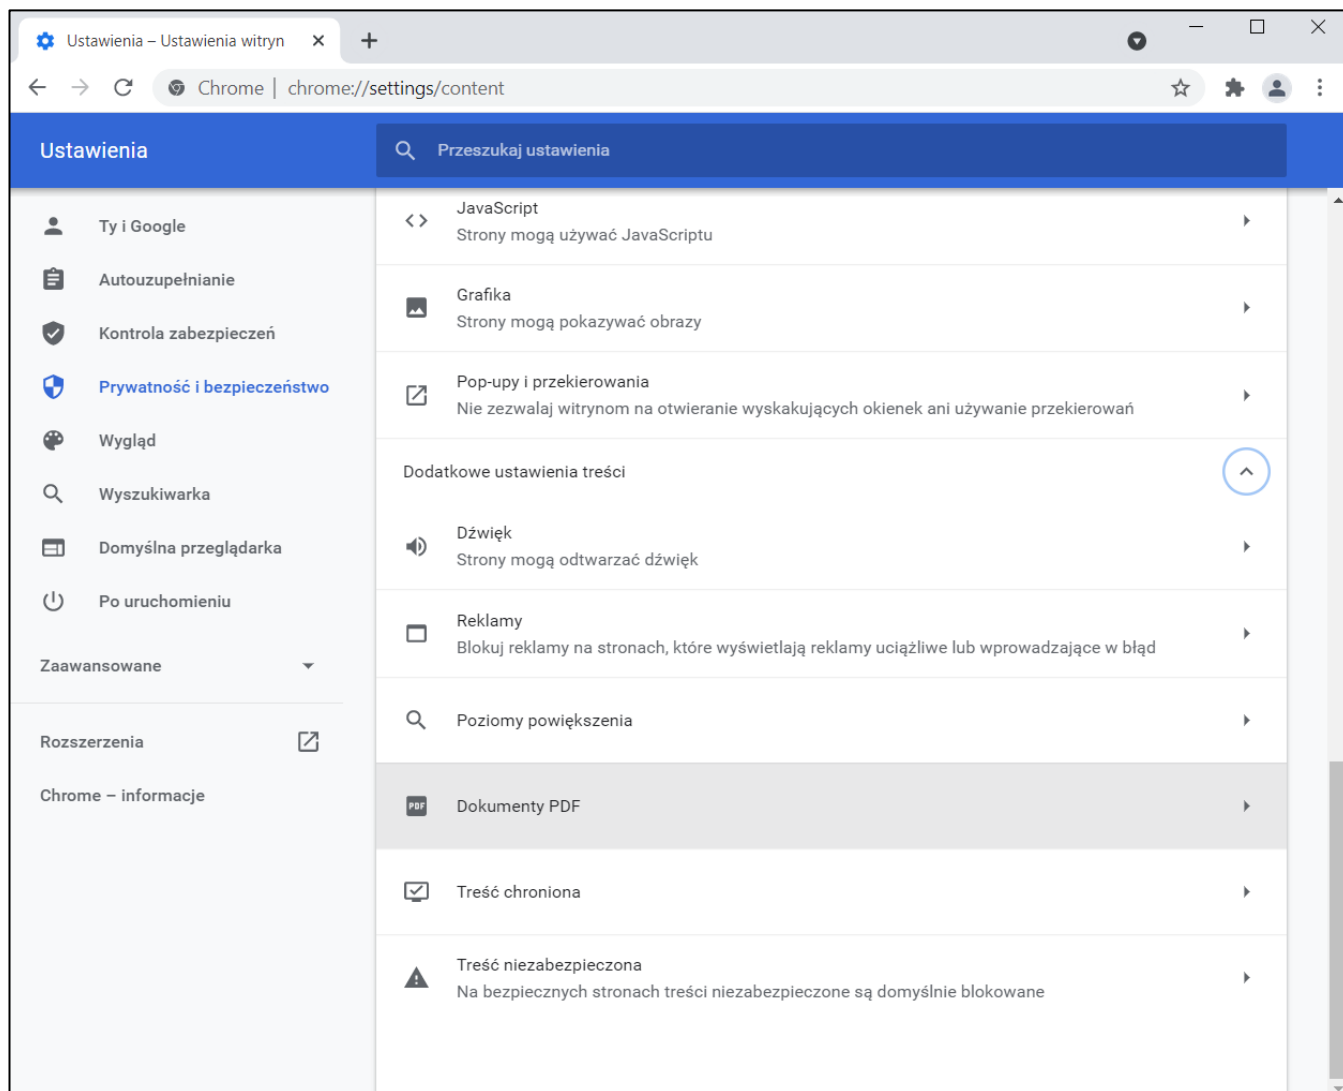 Ustawienia – Ustawienia witryn
Chrome | chrome://settings/content
Ustawienia
Przeszukaj ustawienia
Ty i Google
Autouzupełnianie
Kontrola zabezpieczeń
Prywatność i bezpieczeństwo
Wygląd
Wyszukiwarka
Domyślna przeglądarka
Po uruchomieniu
Zaawansowane
Rozszerzenia
Chrome – informacje
JavaScript
Strony mogą używać JavaScriptu
Grafika
Strony mogą pokazywać obrazy
Pop-upy i przekierowania
Nie zezwalaj witrynom na otwieranie wyskakujących okienek ani używanie przekierowań
Dodatkowe ustawienia treści
Dźwięk
Strony mogą odtwarzać dźwięk
Reklamy
Blokuj reklamy na stronach, które wyświetlają reklamy uciążliwe lub wprowadzające w błąd
Poziomy powiększenia
PDF
Dokumenty PDF
Treść chroniona
Treść niezabezpieczona
Na bezpiecznych stronach treści niezabezpieczone są domyślnie blokowane